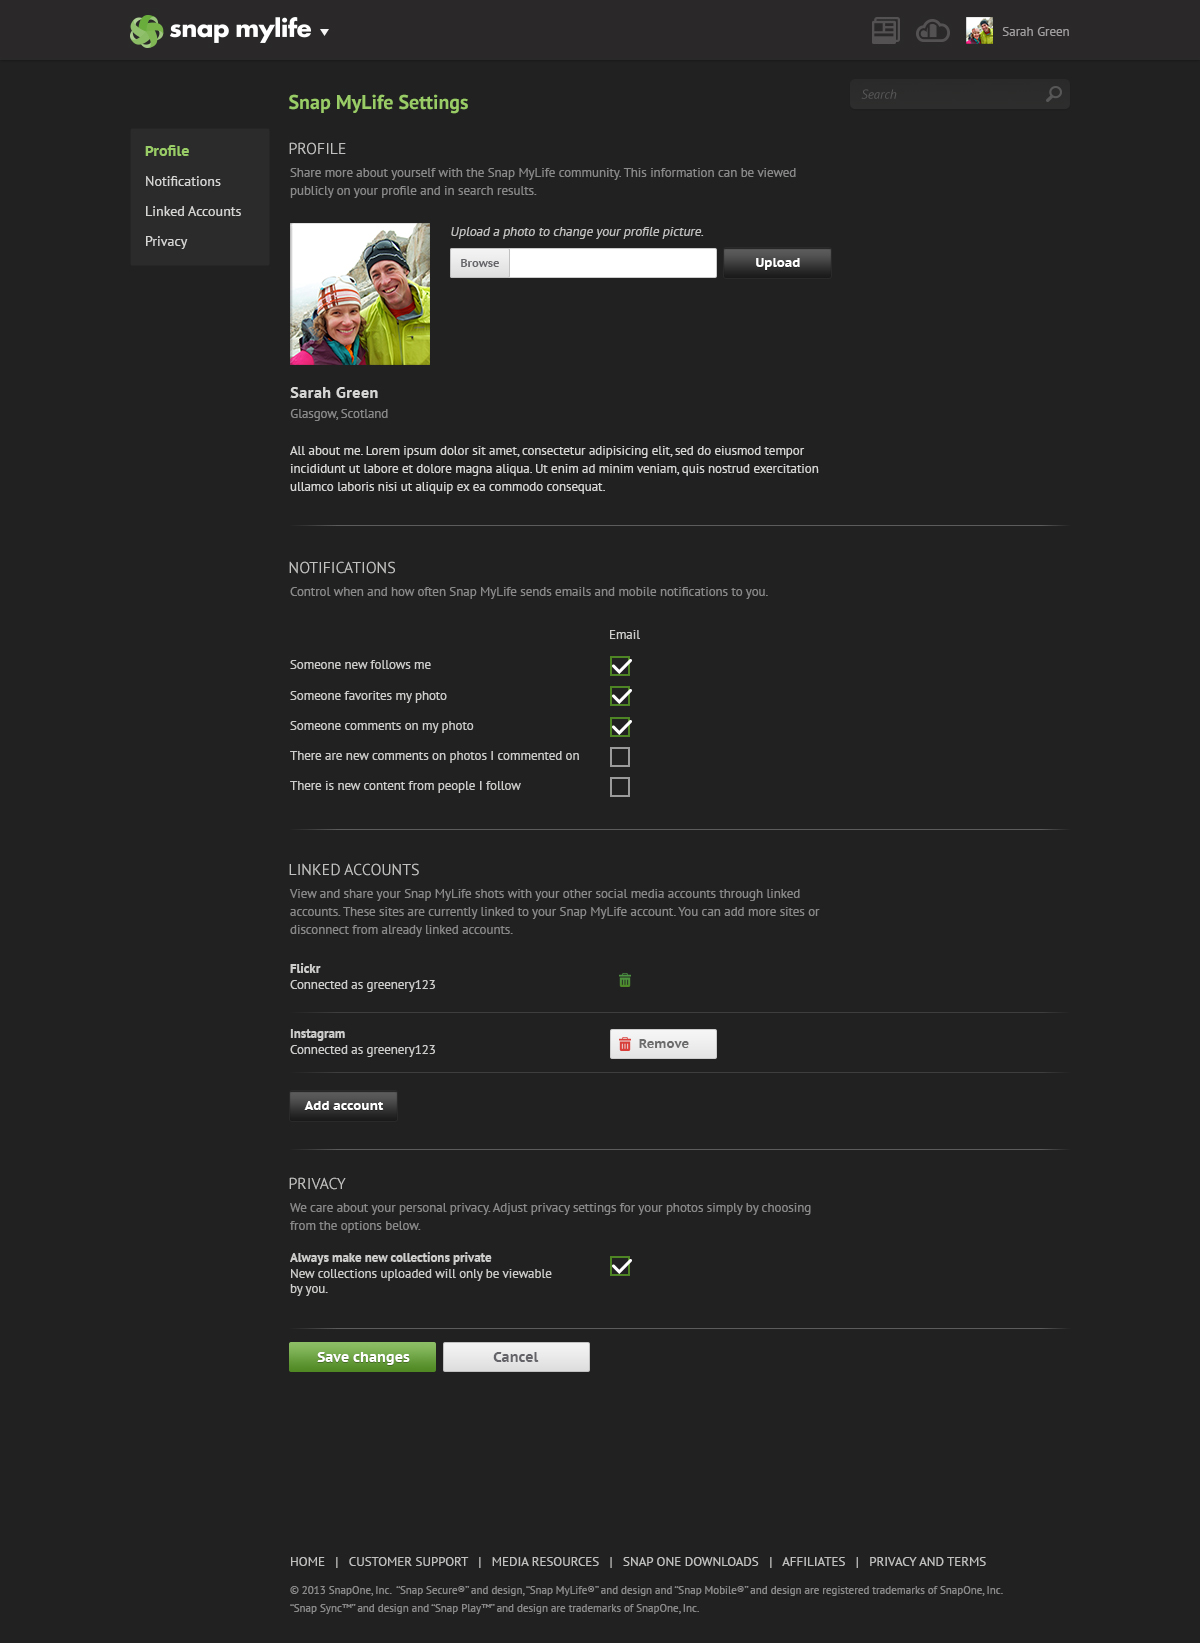 snap mylife
Sarah Green
Search
Snap MyLife Settings
Profile
Notifications
Linked Accounts
Privacy
PROFILE
Share more about yourself with the Snap MyLife community. This information can be viewed
publicly on your profile and in search results.
Upload a photo to change your profile picture.
Browse
Upload
Sarah Green
Glasgow, Scotland
All about me. Lorem ipsum dolor sit amet, consectetur adipisicing elit, sed do eiusmod tempor
incididunt ut labore et dolore magna aliqua. Ut enim ad minim veniam, quis nostrud exercitation
ullamco laboris nisi ut aliquip ex ea commodo consequat.
NOTIFICATIONS
Control when and how often Snap MyLife sends emails and mobile notifications to you.
Email
Someone new follows me
Someone favorites my photo
Someone comments on my photo
There are new comments on photos I commented on
There is new content from people I follow
LINKED ACCOUNTS
View and share your Snap MyLife shots with your other social media accounts through linked
accounts. These sites are currently linked to your Snap MyLife account. You can add more sites or
disconnect from already linked accounts.
Flickr
Connected as greenery123
Instagram
Connected as greenery123
Remove
Add account
PRIVACY
We care about your personal privacy. Adjust privacy settings for your photos simply by choosing
from the options below.
Always make new collections private
New collections uploaded will only be viewable
by you.
Save changes
Cancel
HOME | CUSTOMER SUPPORT | MEDIA RESOURCES | SNAP ONE DOWNLOADS | AFFILIATES | PRIVACY AND TERMS
© 2013 SnapOne, Inc. “Snap Secure®” and design, “Snap MyLife®” and design and “Snap Mobile®” and design are registered trademarks of SnapOne, Inc.
“Snap Sync™” and design and “Snap Play™” and design are trademarks of SnapOne, Inc.